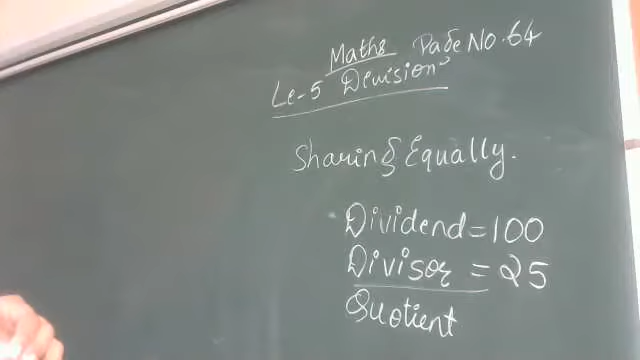 Maths Page No. 64
Le-5 Division
Sharing Equally.
Dividend = 100
Divisor = 25
Quotient